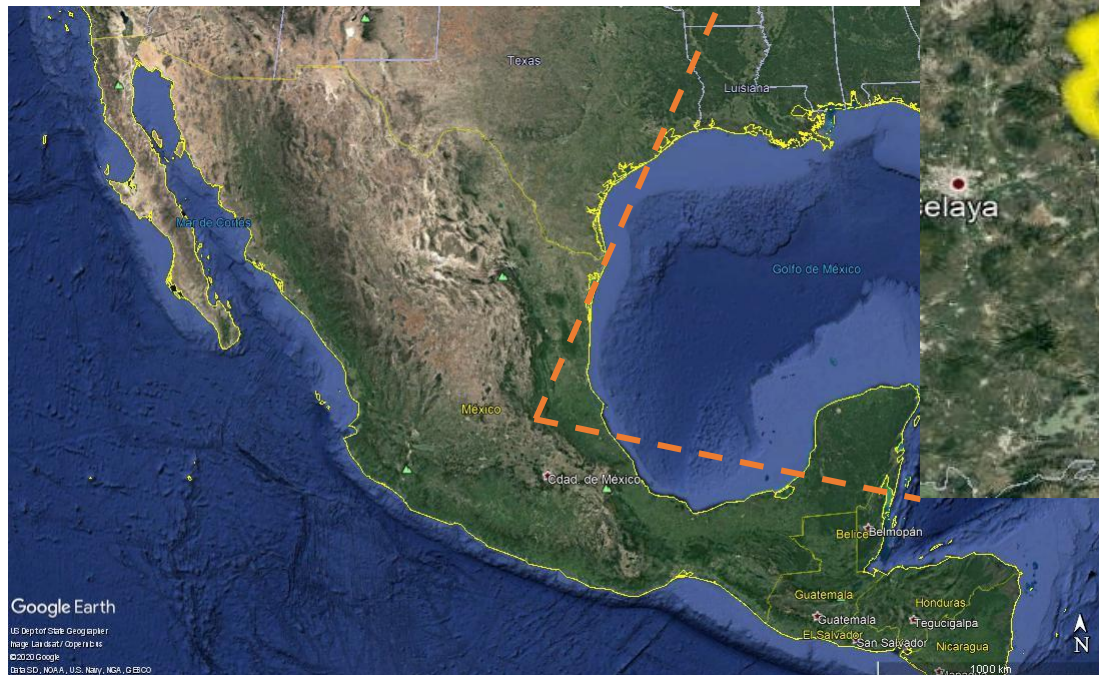 Texas
Luisiana
elaya
Mar de Cortés
Golfo de México
México
Cdad. de México
Belice
Belmopán
Guatemala
Honduras
Guatemala
Tegucigalpa
El Salvador
San Salvador
Nicaragua
Google Earth
US Dept of State Geographer
Image Landsat / Copernicus
© 2020 Google
Data SIO, NOAA, U.S. Navy, NGA, GEBCO
N
1000 km